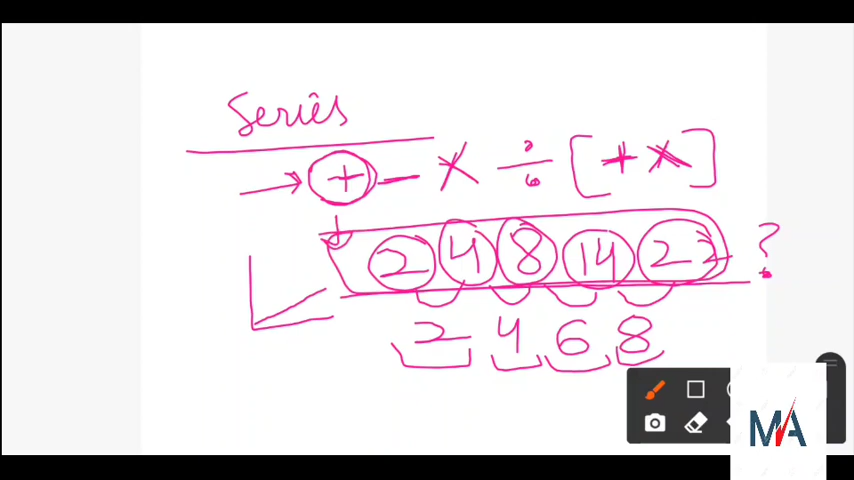 Series
+ - × ÷ [ + × ]
2 4 8 14 22 ?
2 4 6 8
MA